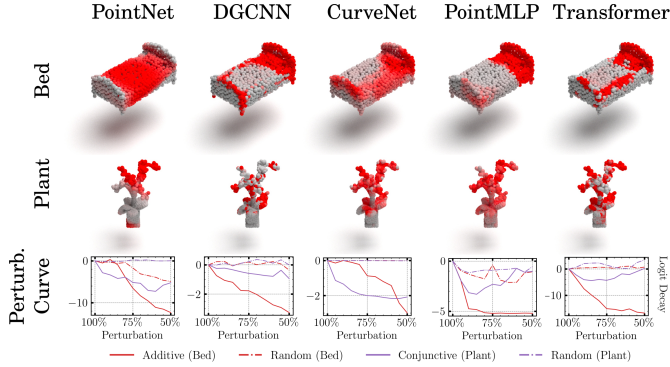 PointNet DGCNN CurveNet PointMLP Transformer
Bed
Plant
Perturb.
Curve
0 0 0 0 0
−10 −2 −2 −5 −10
100% 75% 50% 100% 75% 50% 100% 75% 50% 100% 75% 50% 100% 75% 50%
Perturbation Perturbation Perturbation Perturbation Perturbation
Logit Decay
Additive (Bed) Random (Bed) Conjunctive (Plant) Random (Plant)